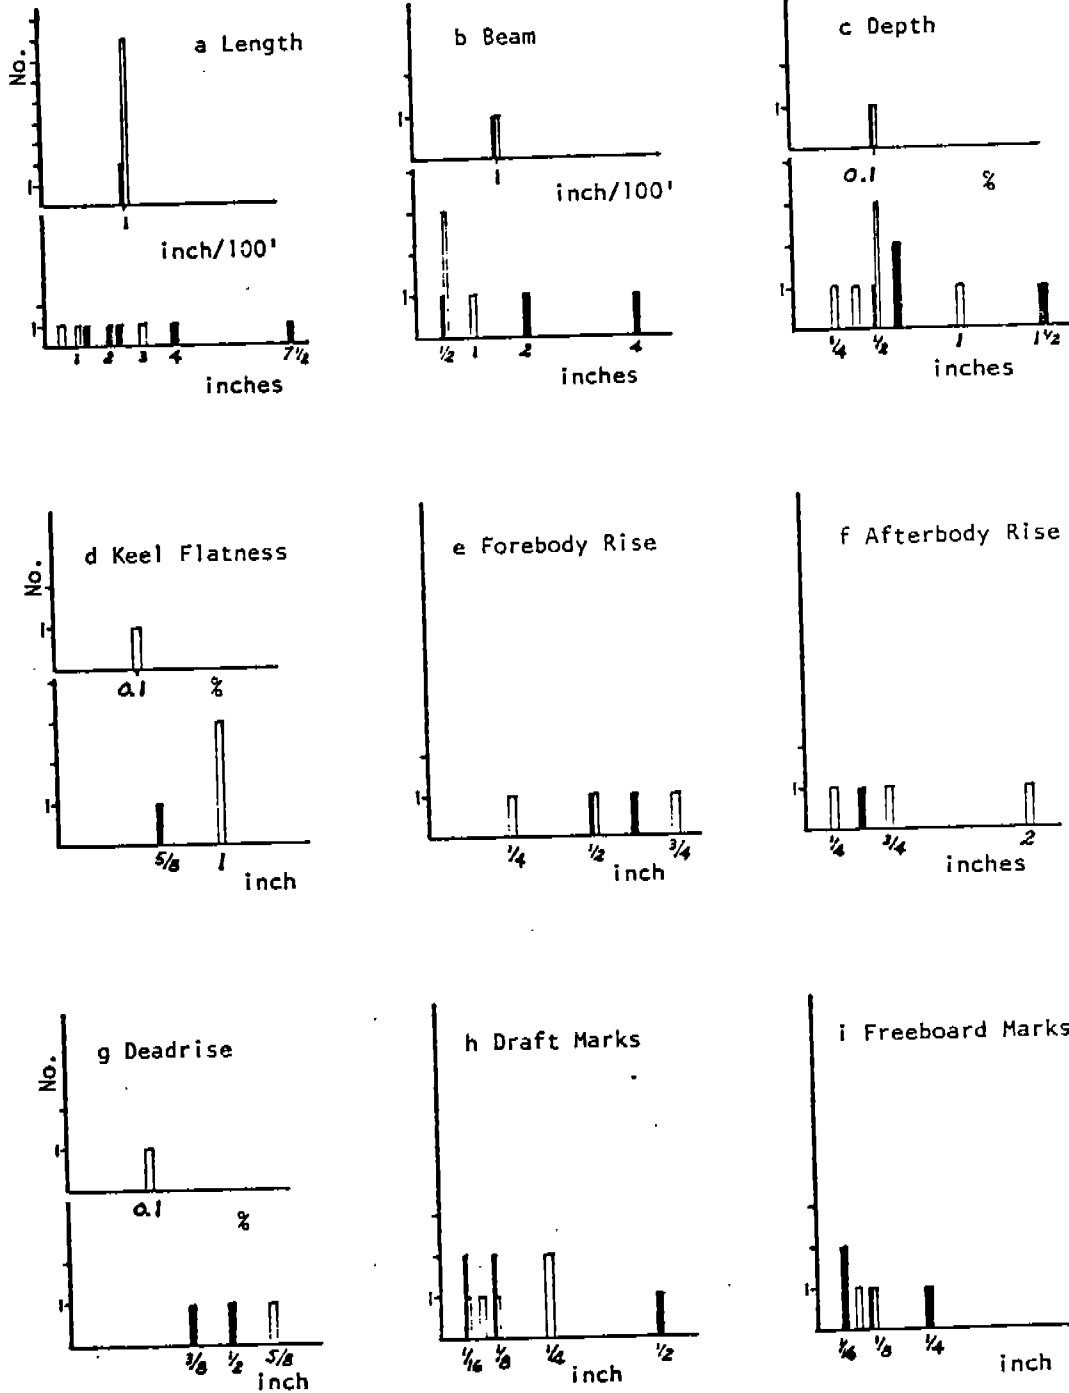 a Length
No.
1
1
inch/100'
1
1 2 3 4 7 1/2
inches
b Beam
1
1
inch/100'
1
1/2 1 2 4
inches
c Depth
1
0.1 %
1
1/4 1/2 1 1 1/2
inches
d Keel Flatness
No.
1
0.1 %
1
5/8 1
inch
e Forebody Rise
1
1/4 1/2 3/4
inch
f Afterbody Rise
1
1/4 3/4 2
inches
g Deadrise
No.
1
0.1 %
1
3/8 1/2 5/8
inch
h Draft Marks
1
1/16 1/8 1/4 1/2
inch
i Freeboard Marks
1
1/16 1/8 1/4
inch